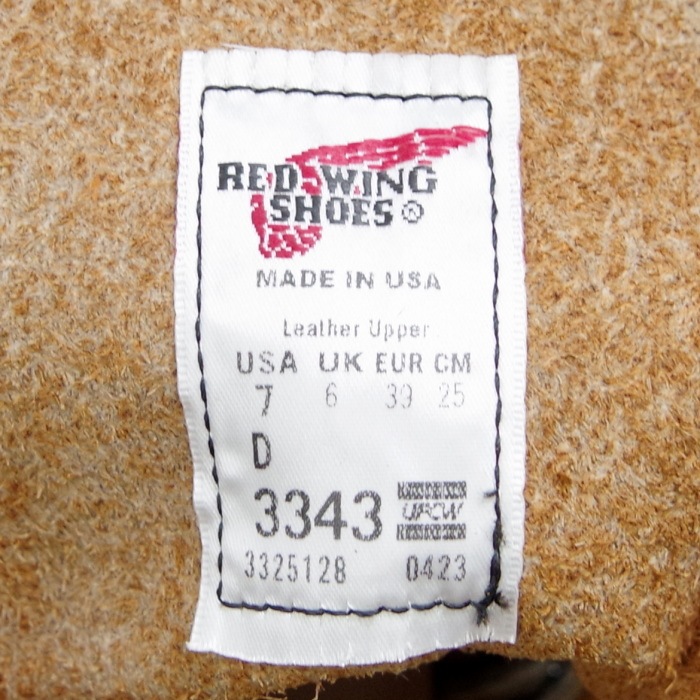 RED WING
SHOES®
MADE IN USA
Leather Upper
USA UK EUR CM
7 6 39 25
D
3343 UFCW
3325128 0423